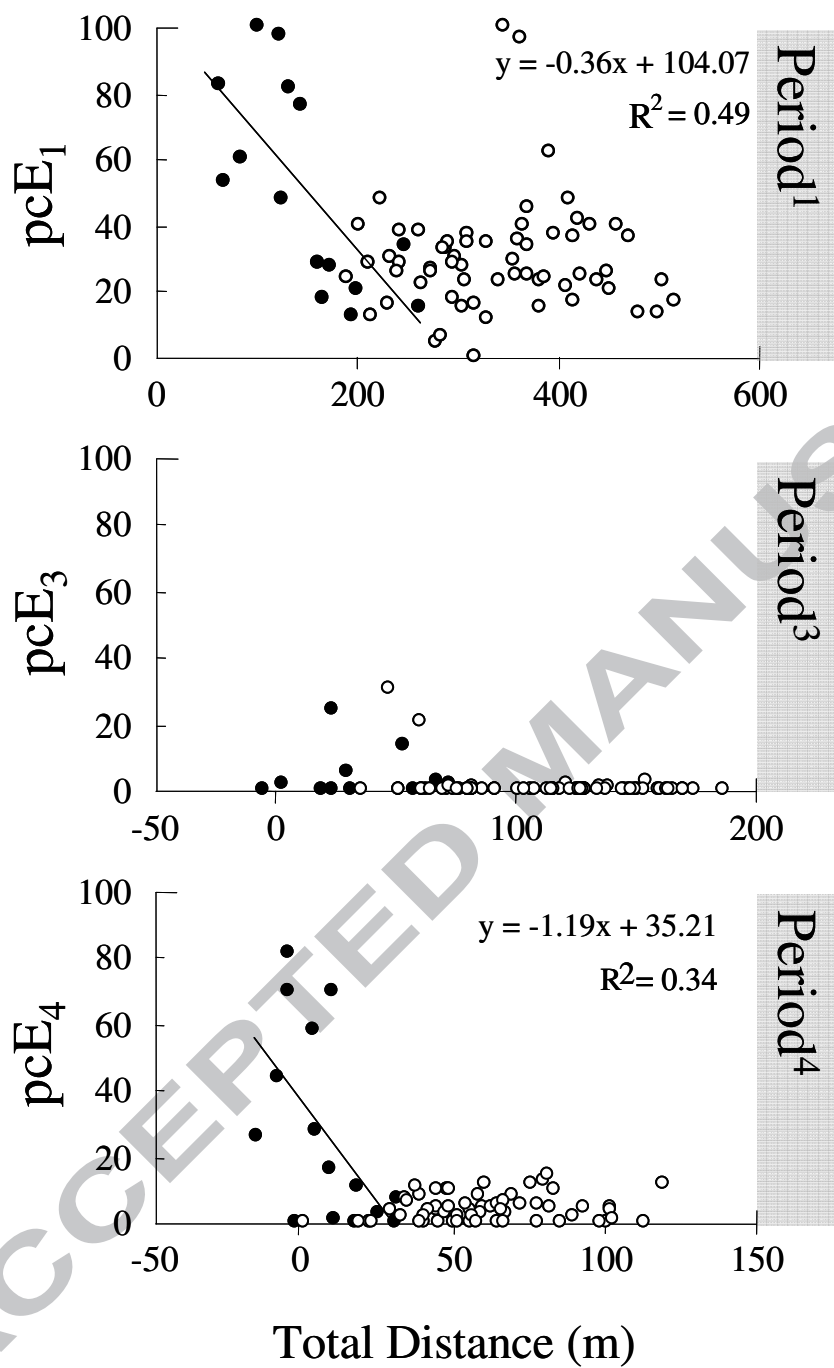 100
80
60
40
20
0
pcE1
y = -0.36x + 104.07
R2 = 0.49
Period1
0 200 400 600
100
80
60
40
20
0
pcE3
Period3
-50 0 100 200
100
80
60
40
20
0
pcE4
y = -1.19x + 35.21
R2= 0.34
Period4
-50 0 50 100 150
Total Distance (m)
ACCEPTED MANUS